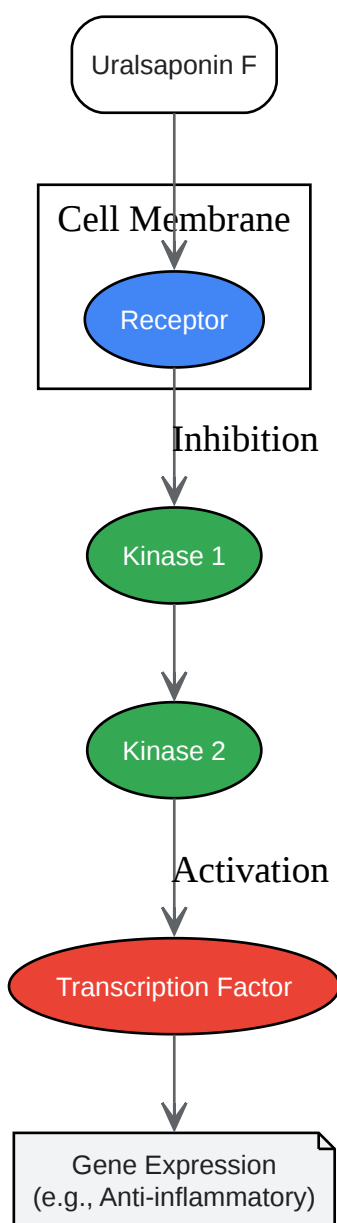 Uralsaponin F
Cell Membrane
Receptor
Inhibition
Kinase 1
Kinase 2
Activation
Transcription Factor
Gene Expression
(e.g., Anti-inflammatory)